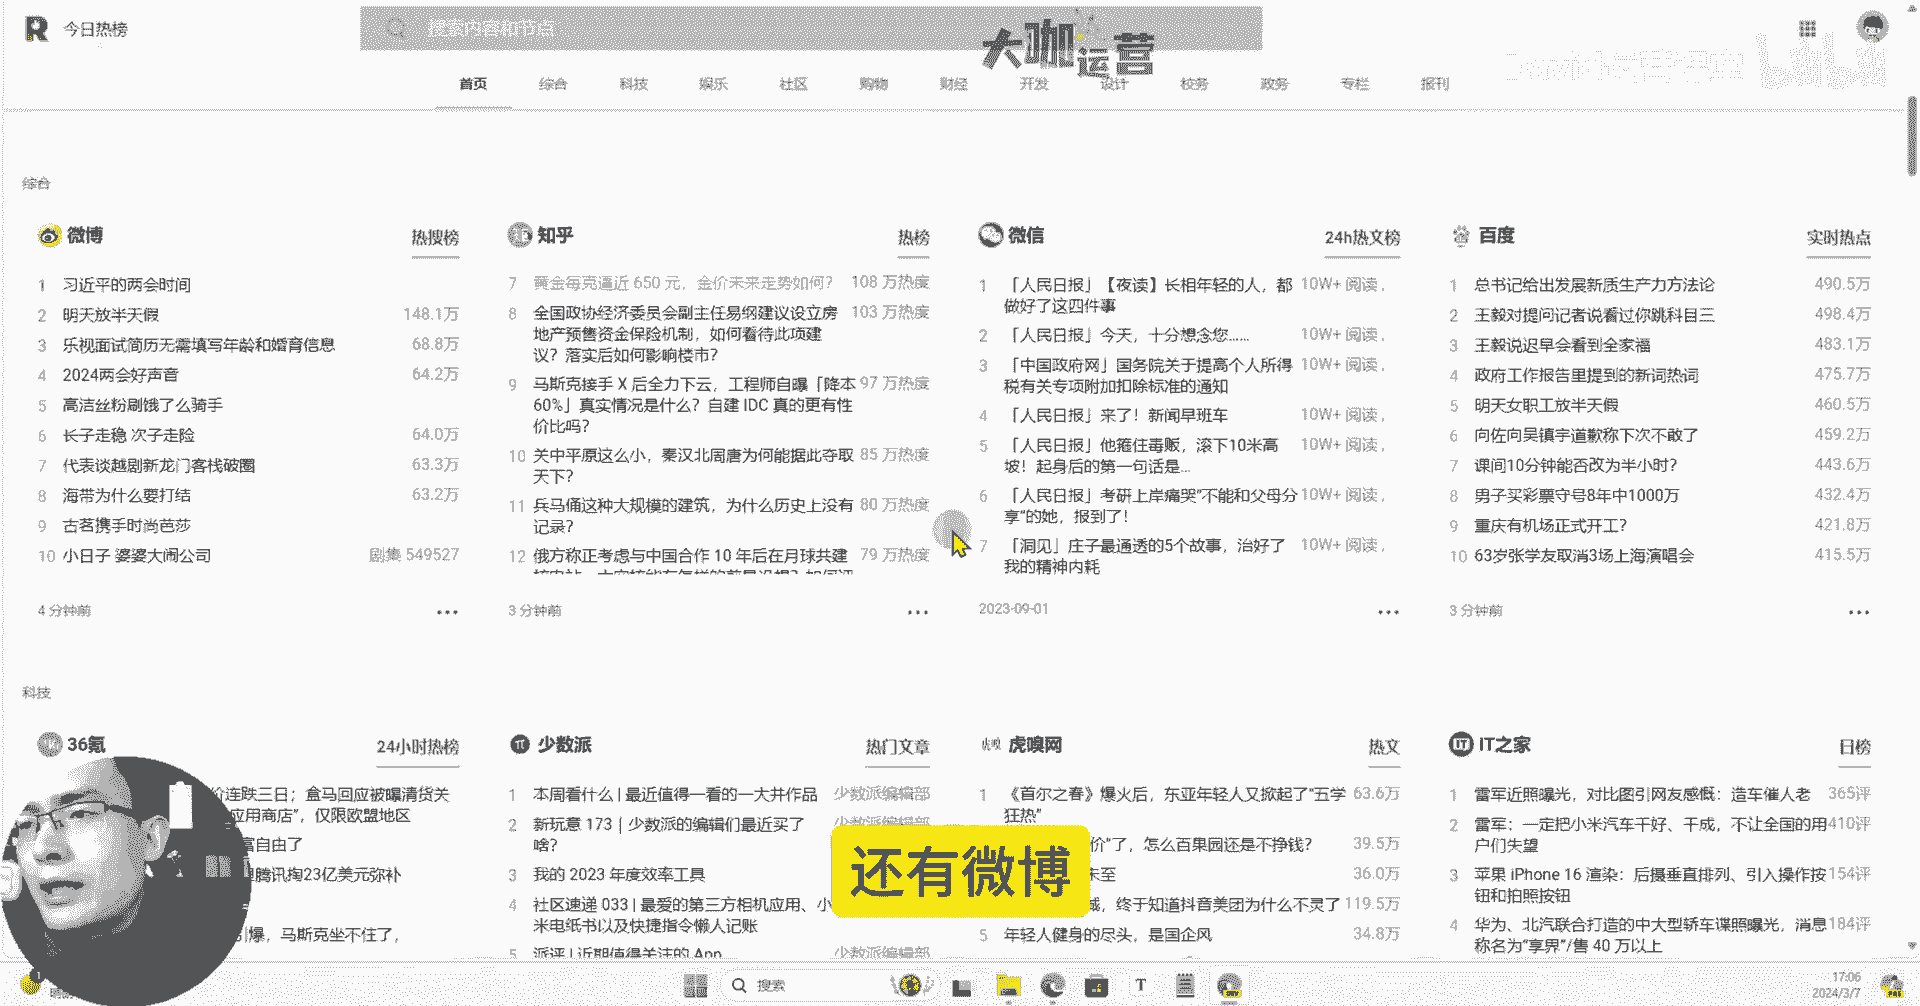 今日热榜
搜索内容和节点
大咖运营
首页 综合 科技 娱乐 社区 购物 财经 开发 设计 校务 政务 专栏 报刊
综合
微博 热搜榜
1 习近平的两会时间
2 明天放半天假 148.1万
3 乐视面试简历无需填写年龄和婚育信息 68.8万
4 2024两会好声音 64.2万
5 高洁丝粉刷饿了么骑手
6 长子走稳 次子走险 64.0万
7 代表谈越剧新龙门客栈破圈 63.3万
8 海带为什么要打结 63.2万
9 古茗携手时尚芭莎
10 小日子 婆婆大闹公司 剧集 549527
4 分钟前
知乎 热榜
7 黄金每克逼近 650 元，金价未来走势如何？ 108 万热度
8 全国政协经济委员会副主任易纲建议设立房 103 万热度
地产预售资金保险机制，如何看待此项建
议？落实后如何影响楼市？
9 马斯克接手 X 后全力下云，工程师自曝「降本 97 万热度
60%」真实情况是什么？自建 IDC 真的更有性
价比吗？
10 关中平原这么小，秦汉北周唐为何能据此夺取 85 万热度
天下？
11 兵马俑这种大规模的建筑，为什么历史上没有 80 万热度
记录？
12 俄方称正考虑与中国合作 10 年后在月球共建 79 万热度
3 分钟前
微信 24h热文榜
1 「人民日报」【夜读】长相年轻的人，都 10W+ 阅读 ,
做好了这四件事
2 「人民日报」今天，十分想念您…… 10W+ 阅读 ,
3 「中国政府网」国务院关于提高个人所得 10W+ 阅读 ,
税有关专项附加扣除标准的通知
4 「人民日报」来了！新闻早班车 10W+ 阅读 ,
5 「人民日报」他箍住毒贩，滚下10米高 10W+ 阅读 ,
坡！起身后的第一句话是…
6 「人民日报」考研上岸痛哭“不能和父母分 10W+ 阅读 ,
享”的她，报到了！
7 「洞见」庄子最通透的5个故事，治好了 10W+ 阅读 ,
我的精神内耗
2023-09-01
百度 实时热点
1 总书记给出发展新质生产力方法论 490.5万
2 王毅对提问记者说看过你跳科目三 498.4万
3 王毅说迟早会看到全家福 483.1万
4 政府工作报告里提到的新词热词 475.7万
5 明天女职工放半天假 460.5万
6 向佐向吴镇宇道歉称下次不敢了 459.2万
7 课间10分钟能否改为半小时？ 443.6万
8 男子买彩票守号8年中1000万 432.4万
9 重庆有机场正式开工？ 421.8万
10 63岁张学友取消3场上海演唱会 415.5万
3 分钟前
科技
36氪 24小时热榜
价连跌三日；盒马回应被曝清货关
应用商店”，仅限欧盟地区
富自由了
腾讯掏23亿美元弥补
引爆，马斯克坐不住了，
少数派 热门文章
1 本周看什么 | 最近值得一看的一大井作品 少数派编辑部
2 新玩意 173｜少数派的编辑们最近买了 少数派编辑部
啥？
3 我的 2023 年度效率工具
4 社区速递 033 | 最爱的第三方相机应用、小
米电纸书以及快捷指令懒人记账
5 派评 | 近期值得关注的 App 少数派编辑部
虎嗅网 热文
1 《首尔之春》爆火后，东亚年轻人又掀起了“五学 63.6万
狂热”
价”了，怎么百果园还是不挣钱？ 39.5万
未至 36.0万
城，终于知道抖音美团为什么不灵了 119.5万
5 年轻人健身的尽头，是国企风 34.8万
IT之家 日榜
1 雷军近照曝光，对比图引网友感慨：造车催人老 365评
2 雷军：一定把小米汽车干好、干成，不让全国的用 410评
户们失望
3 苹果 iPhone 16 渲染：后摄垂直排列、引入操作按 154评
钮和拍照按钮
4 华为、北汽联合打造的中大型轿车谍照曝光，消息 184评
称名为“享界”/售 40 万以上
还有微博
搜索
17:06
2024/3/7